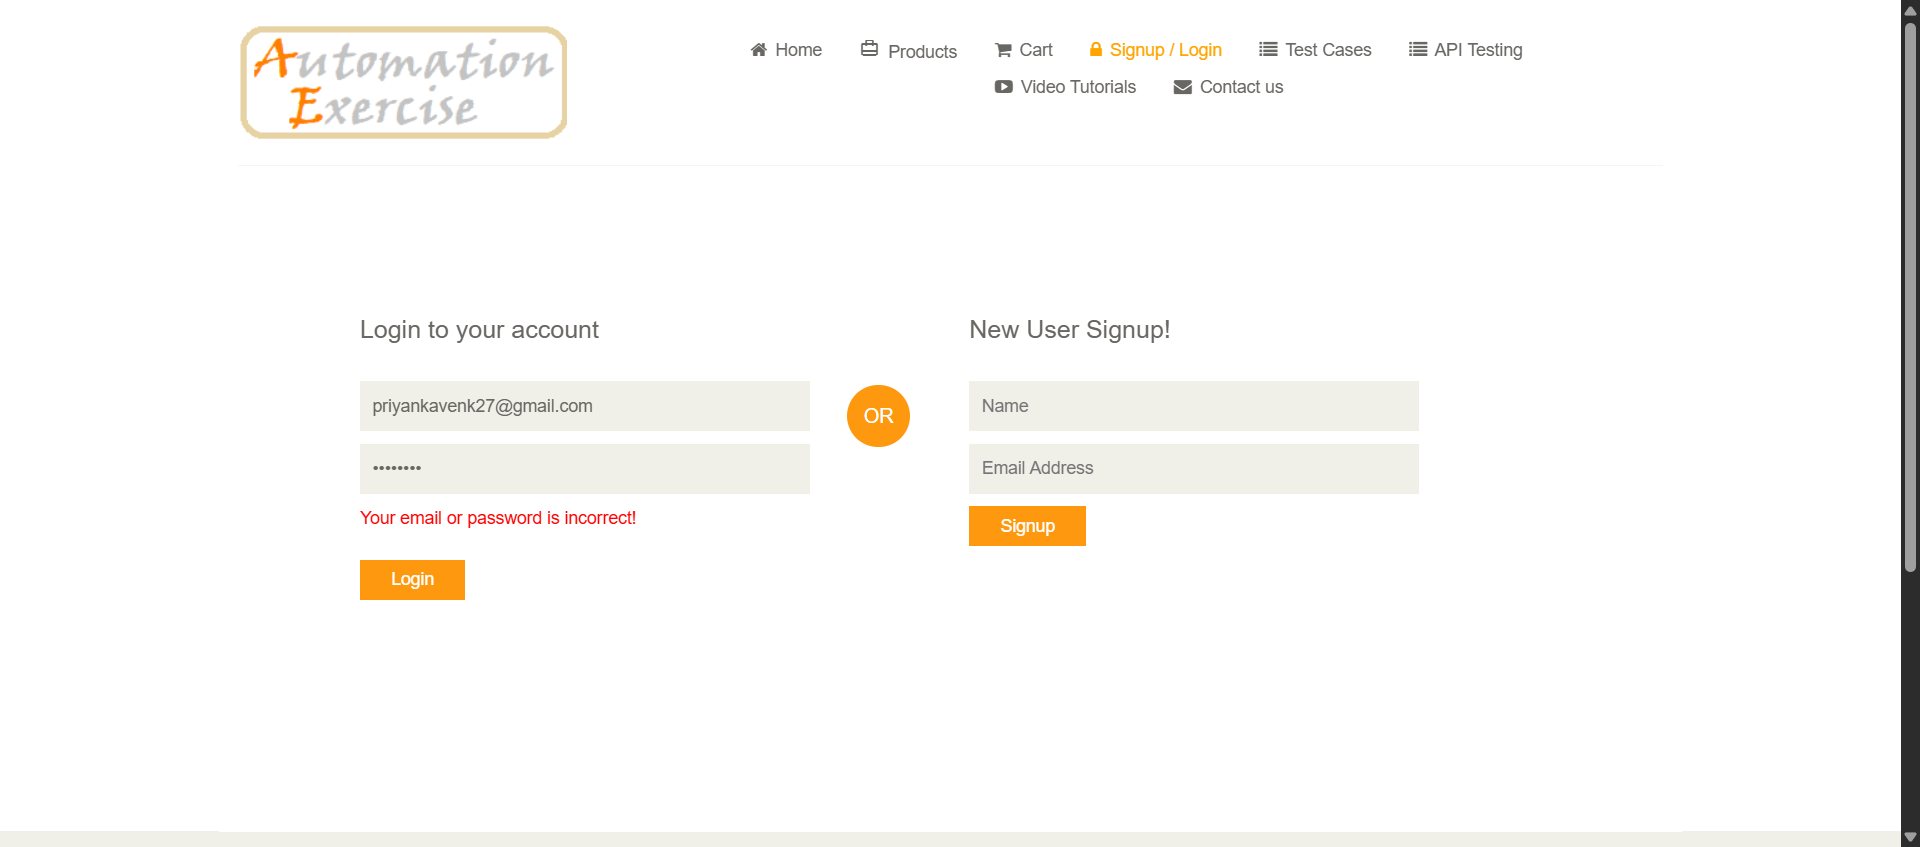 Automation
Exercise
Home
Products
Cart
Signup / Login
Test Cases
API Testing
Video Tutorials
Contact us
Login to your account
priyankavenk27@gmail.com
••••••••
Your email or password is incorrect!
Login
OR
New User Signup!
Name
Email Address
Signup